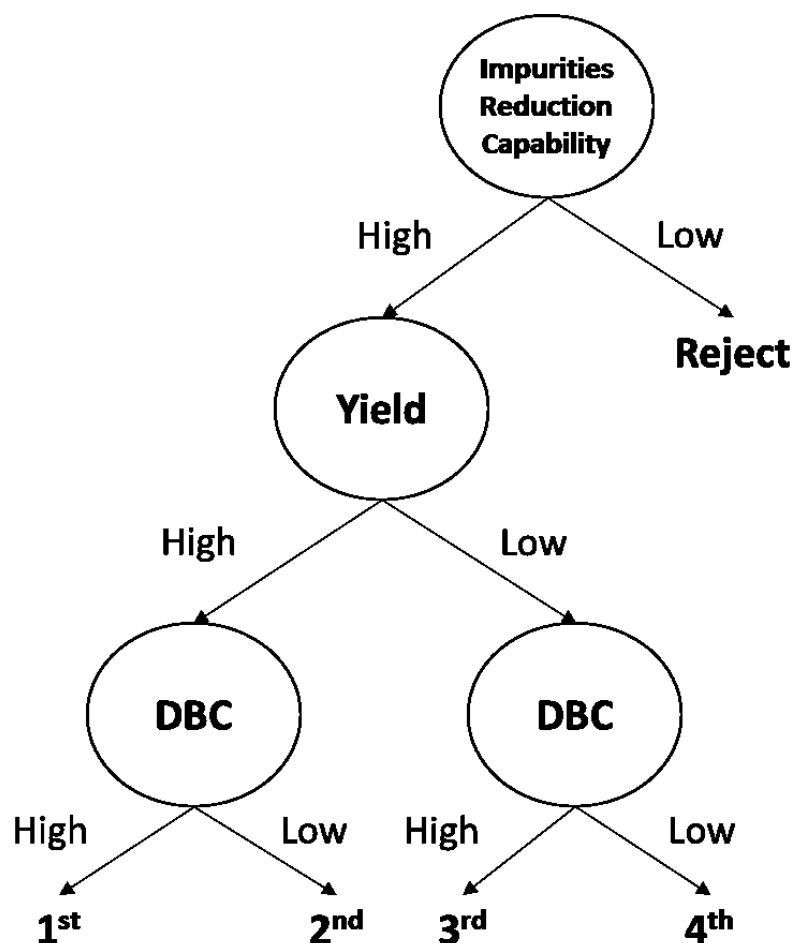 Impurities
Reduction
Capability
High
Low
Reject
Yield
High
Low
DBC
DBC
High
Low
High
Low
1st
2nd
3rd
4th